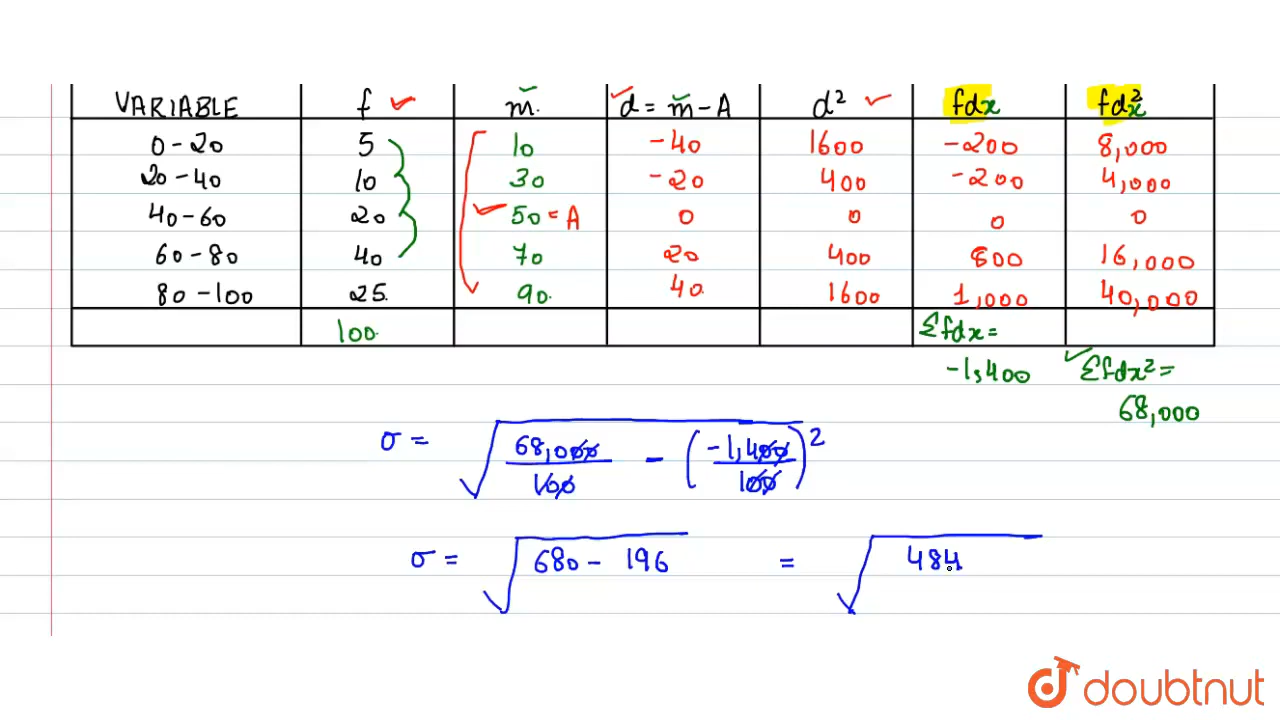 VARIABLE f m. d = m - A d² fdx fdx²
0 - 20 5 10 - 40 1600 - 200 8,000
20 - 40 10 30 - 20 400 - 200 4,000
40 - 60 20 50 = A 0 0 0 0
60 - 80 40 70 20 400 800 16,000
80 - 100 25. 90. 40. 1600 1,000 40,000
100. Σfdx =
-1,400 Σfdx² =
68,000
σ = √ 68,000/100 - (-1,400/100)²
σ = √ 680 - 196 = √ 484
doubtnut